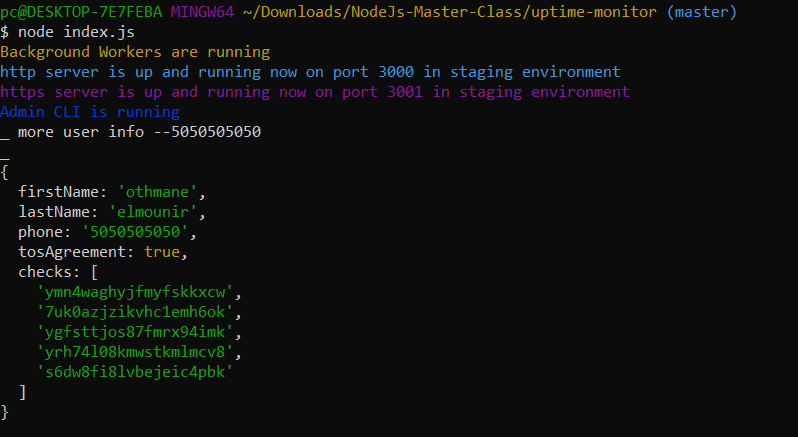 pc@DESKTOP-7E7FEBA MINGW64 ~/Downloads/NodeJs-Master-Class/uptime-monitor (master)
$ node index.js
Background Workers are running
http server is up and running now on port 3000 in staging environment
https server is up and running now on port 3001 in staging environment
Admin CLI is running
_ more user info --5050505050
_
{
  firstName: 'othmane',
  lastName: 'elmounir',
  phone: '5050505050',
  tosAgreement: true,
  checks: [
    'ymn4waghyjfmyfskkxcw',
    '7uk0azjzikvhc1emh6ok',
    'ygfsttjos87fmrx94imk',
    'yrh74l08kmwstkmlmcv8',
    's6dw8fi8lvbejeic4pbk'
  ]
}